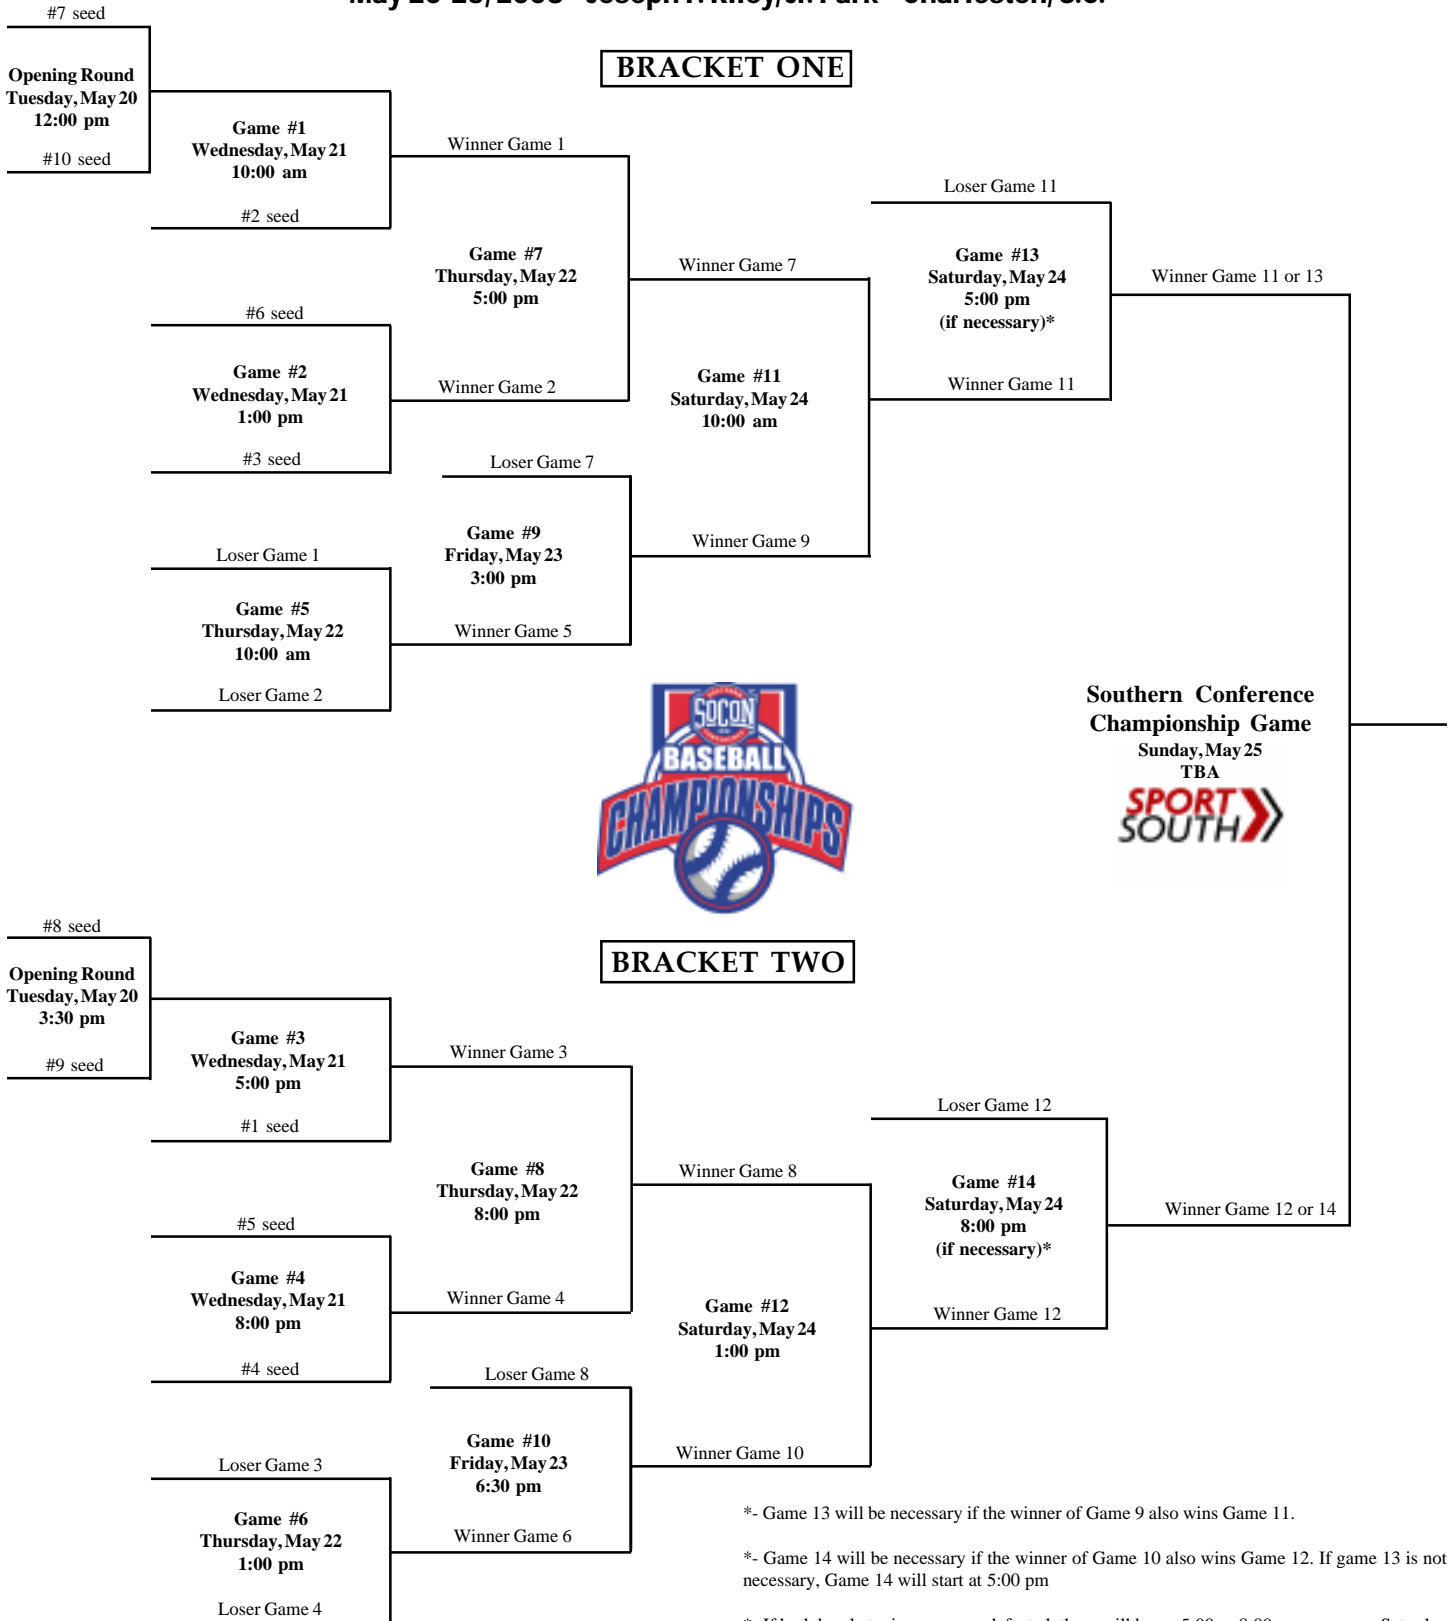 #7 seed
Opening Round
Tuesday, May 20
12:00 pm
#10 seed
BRACKET ONE
Game #1
Wednesday, May 21
10:00 am
#2 seed
Winner Game 1
Game #7
Thursday, May 22
5:00 pm
#6 seed
Game #2
Wednesday, May 21
1:00 pm
#3 seed
Winner Game 2
Winner Game 7
Game #11
Saturday, May 24
10:00 am
Loser Game 11
Game #13
Saturday, May 24
5:00 pm
(if necessary)*
Winner Game 11
Winner Game 11 or 13
Loser Game 7
Game #9
Friday, May 23
3:00 pm
Winner Game 9
Loser Game 1
Game #5
Thursday, May 22
10:00 am
Loser Game 2
Winner Game 5
SOCON
BASEBALL
CHAMPIONSHIPS
Southern Conference
Championship Game
Sunday, May 25
TBA
SPORT
SOUTH
#8 seed
Opening Round
Tuesday, May 20
3:30 pm
#9 seed
BRACKET TWO
Game #3
Wednesday, May 21
5:00 pm
#1 seed
Winner Game 3
Game #8
Thursday, May 22
8:00 pm
#5 seed
Game #4
Wednesday, May 21
8:00 pm
#4 seed
Winner Game 4
Winner Game 8
Game #12
Saturday, May 24
1:00 pm
Loser Game 12
Game #14
Saturday, May 24
8:00 pm
(if necessary)*
Winner Game 12
Winner Game 12 or 14
Loser Game 8
Game #10
Friday, May 23
6:30 pm
Winner Game 10
Loser Game 3
Game #6
Thursday, May 22
1:00 pm
Loser Game 4
Winner Game 6
*- Game 13 will be necessary if the winner of Game 9 also wins Game 11.
*- Game 14 will be necessary if the winner of Game 10 also wins Game 12. If game 13 is not
necessary, Game 14 will start at 5:00 pm